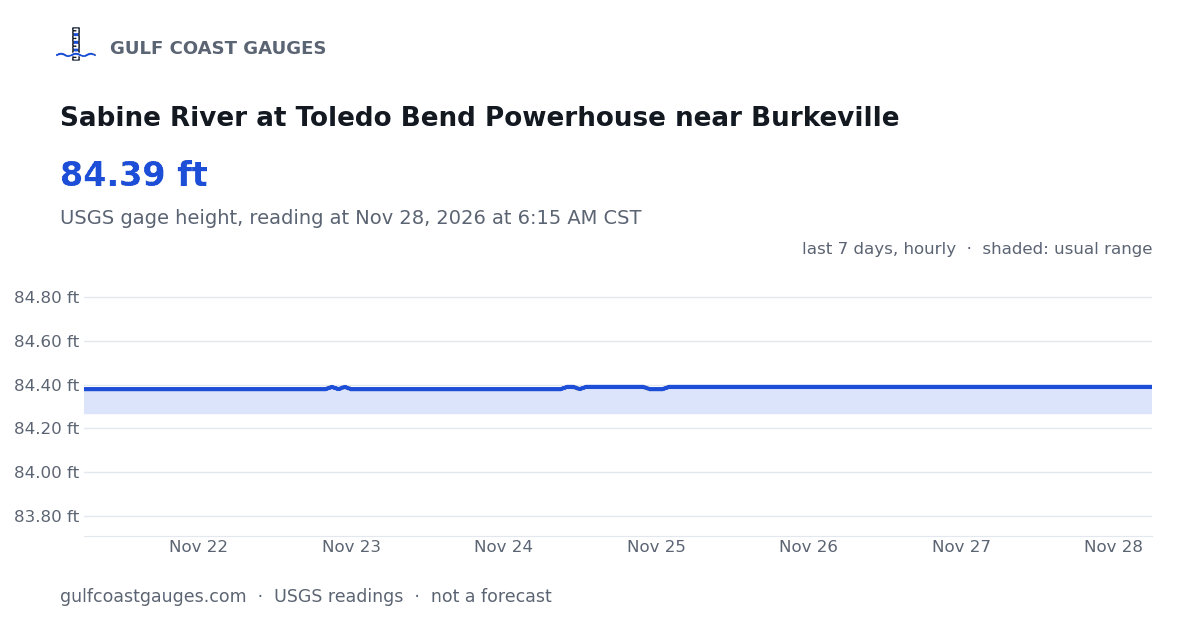 GULF COAST GAUGES
Sabine River at Toledo Bend Powerhouse near Burkeville
84.39 ft
USGS gage height, reading at Nov 28, 2026 at 6:15 AM CST
last 7 days, hourly · shaded: usual range
84.80 ft
84.60 ft
84.40 ft
84.20 ft
84.00 ft
83.80 ft
Nov 22 Nov 23 Nov 24 Nov 25 Nov 26 Nov 27 Nov 28
gulfcoastgauges.com · USGS readings · not a forecast